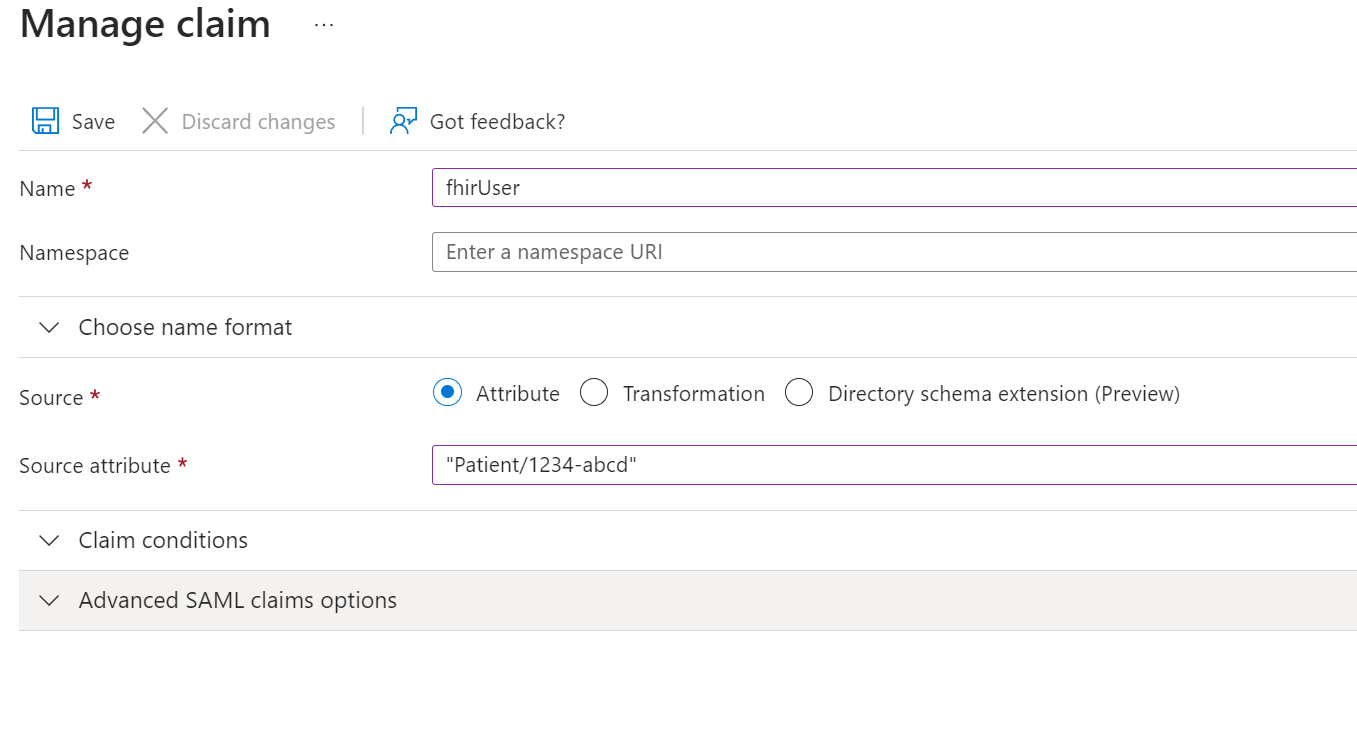 Manage claim ...
Save Discard changes Got feedback?
Name * fhirUser
Namespace Enter a namespace URI
Choose name format
Source * Attribute Transformation Directory schema extension (Preview)
Source attribute * "Patient/1234-abcd"
Claim conditions
Advanced SAML claims options